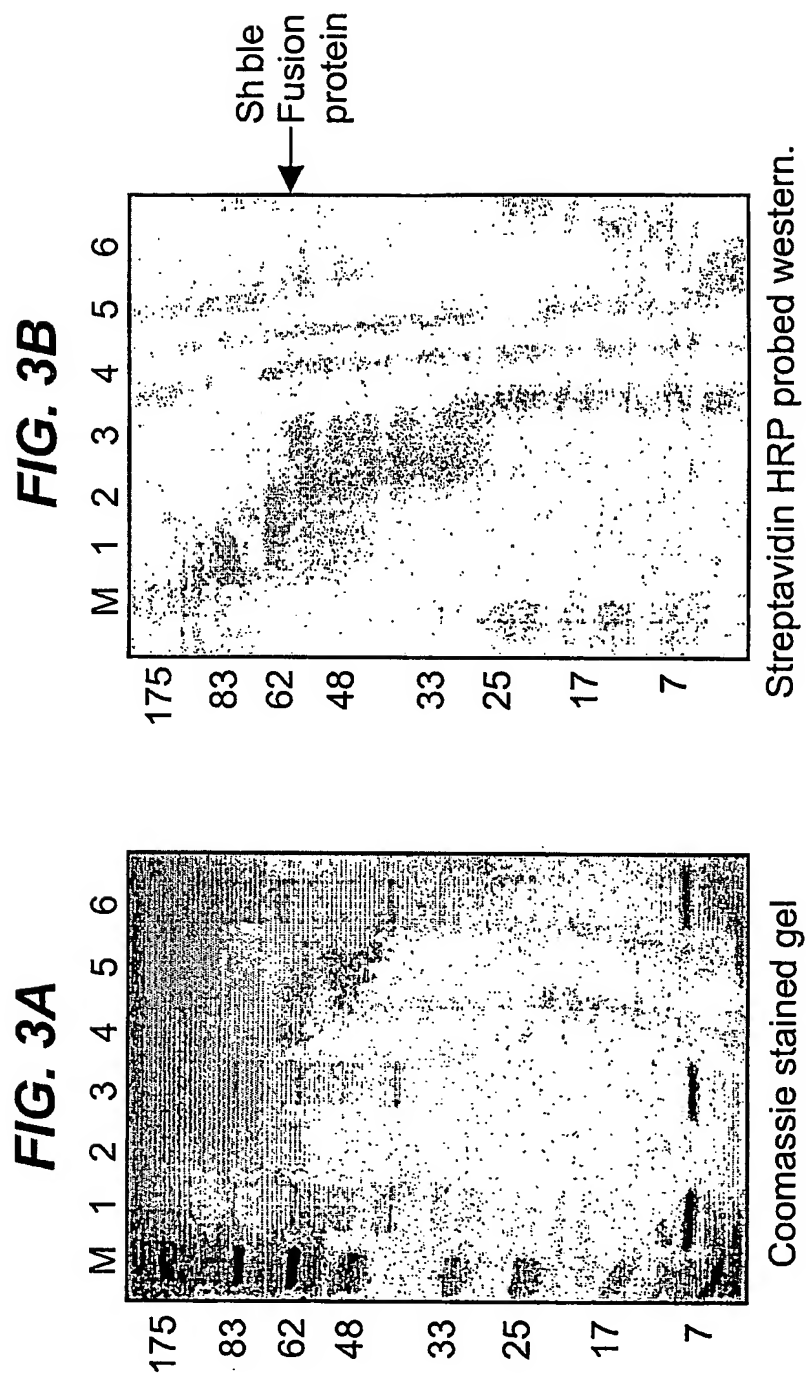 FIG. 3A
M 1 2 3 4 5 6
175
83
62
48
33
25
17
7
Coomassie stained gel
FIG. 3B
M 1 2 3 4 5 6
175
83
62
48
33
25
17
7
Sh ble
Fusion
protein
Streptavidin HRP probed western.